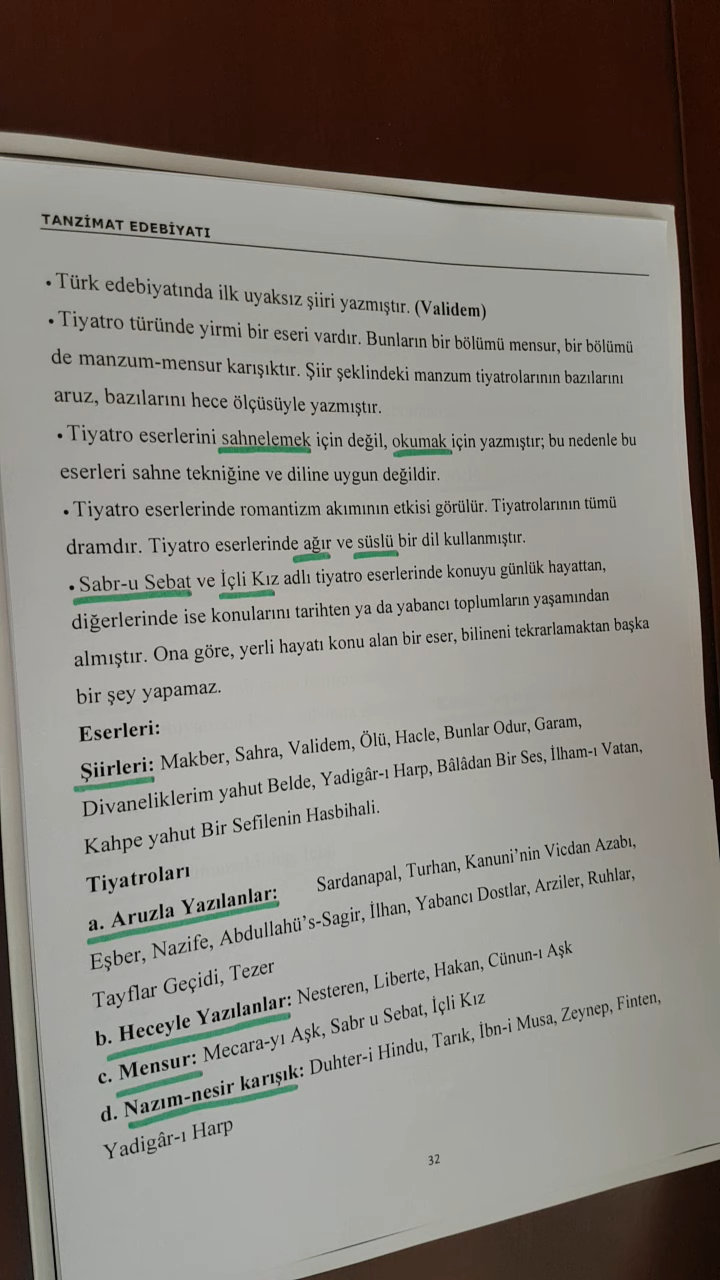 TANZİMAT EDEBİYATI
• Türk edebiyatında ilk uyaksız şiiri yazmıştır. (Validem)
• Tiyatro türünde yirmi bir eseri vardır. Bunların bir bölümü mensur, bir bölümü
de manzum-mensur karışıktır. Şiir şeklindeki manzum tiyatrolarının bazılarını
aruz, bazılarını hece ölçüsüyle yazmıştır.
• Tiyatro eserlerini sahnelemek için değil, okumak için yazmıştır; bu nedenle bu
eserleri sahne tekniğine ve diline uygun değildir.
• Tiyatro eserlerinde romantizm akımının etkisi görülür. Tiyatrolarının tümü
dramdır. Tiyatro eserlerinde ağır ve süslü bir dil kullanmıştır.
• Sabr-u Sebat ve İçli Kız adlı tiyatro eserlerinde konuyu günlük hayattan,
diğerlerinde ise konularını tarihten ya da yabancı toplumların yaşamından
almıştır. Ona göre, yerli hayatı konu alan bir eser, bilineni tekrarlamaktan başka
bir şey yapamaz.
Eserleri:
Şiirleri: Makber, Sahra, Validem, Ölü, Hacle, Bunlar Odur, Garam,
Divaneliklerim yahut Belde, Yadigâr-ı Harp, Bâlâdan Bir Ses, İlham-ı Vatan,
Kahpe yahut Bir Sefilenin Hasbihali.
Tiyatroları
a. Aruzla Yazılanlar: Sardanapal, Turhan, Kanuni’nin Vicdan Azabı,
Eşber, Nazife, Abdullahü’s-Sagir, İlhan, Yabancı Dostlar, Arziler, Ruhlar,
Tayflar Geçidi, Tezer
b. Heceyle Yazılanlar: Nesteren, Liberte, Hakan, Cünun-ı Aşk
c. Mensur: Mecara-yı Aşk, Sabr u Sebat, İçli Kız
d. Nazım-nesir karışık: Duhter-i Hindu, Tarık, İbn-i Musa, Zeynep, Finten,
Yadigâr-ı Harp
32